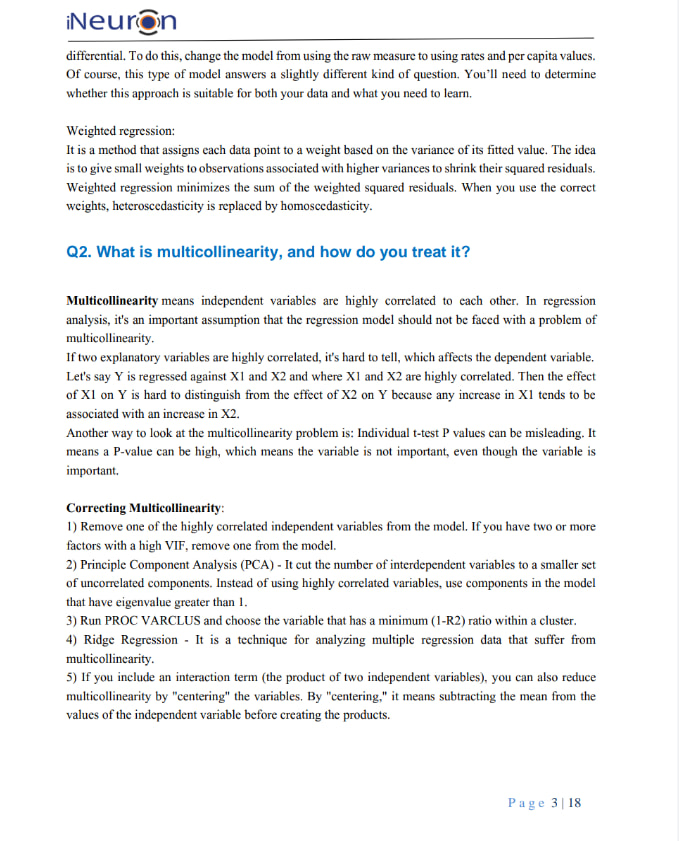 iNeuron
differential. To do this, change the model from using the raw measure to using rates and per capita values.
Of course, this type of model answers a slightly different kind of question. You'll need to determine
whether this approach is suitable for both your data and what you need to learn.
Weighted regression:
It is a method that assigns each data point to a weight based on the variance of its fitted value. The idea
is to give small weights to observations associated with higher variances to shrink their squared residuals.
Weighted regression minimizes the sum of the weighted squared residuals. When you use the correct
weights, heteroscedasticity is replaced by homoscedasticity.
Q2. What is multicollinearity, and how do you treat it?
Multicollinearity means independent variables are highly correlated to each other. In regression
analysis, it's an important assumption that the regression model should not be faced with a problem of
multicollinearity.
If two explanatory variables are highly correlated, it's hard to tell, which affects the dependent variable.
Let's say Y is regressed against X1 and X2 and where X1 and X2 are highly correlated. Then the effect
of X1 on Y is hard to distinguish from the effect of X2 on Y because any increase in X1 tends to be
associated with an increase in X2.
Another way to look at the multicollinearity problem is: Individual t-test P values can be misleading. It
means a P-value can be high, which means the variable is not important, even though the variable is
important.
Correcting Multicollinearity:
1) Remove one of the highly correlated independent variables from the model. If you have two or more
factors with a high VIF, remove one from the model.
2) Principle Component Analysis (PCA) - It cut the number of interdependent variables to a smaller set
of uncorrelated components. Instead of using highly correlated variables, use components in the model
that have eigenvalue greater than 1.
3) Run PROC VARCLUS and choose the variable that has a minimum (1-R2) ratio within a cluster.
4) Ridge Regression - It is a technique for analyzing multiple regression data that suffer from
multicollinearity.
5) If you include an interaction term (the product of two independent variables), you can also reduce
multicollinearity by "centering" the variables. By "centering," it means subtracting the mean from the
values of the independent variable before creating the products.
Page 3 | 18